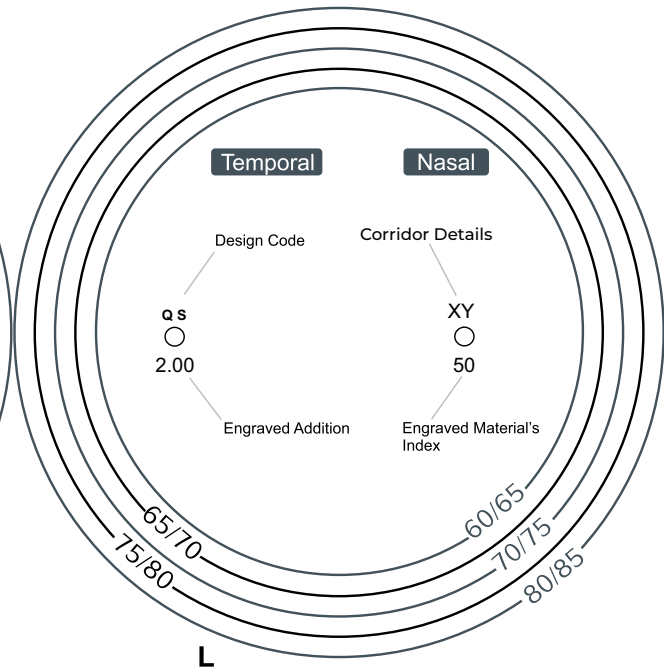 Temporal Nasal
Design Code
Corridor Details
Q S
XY
2.00
50
Engraved Addition
Engraved Material’s
Index
60/65
65/70
70/75
75/80
80/85
L